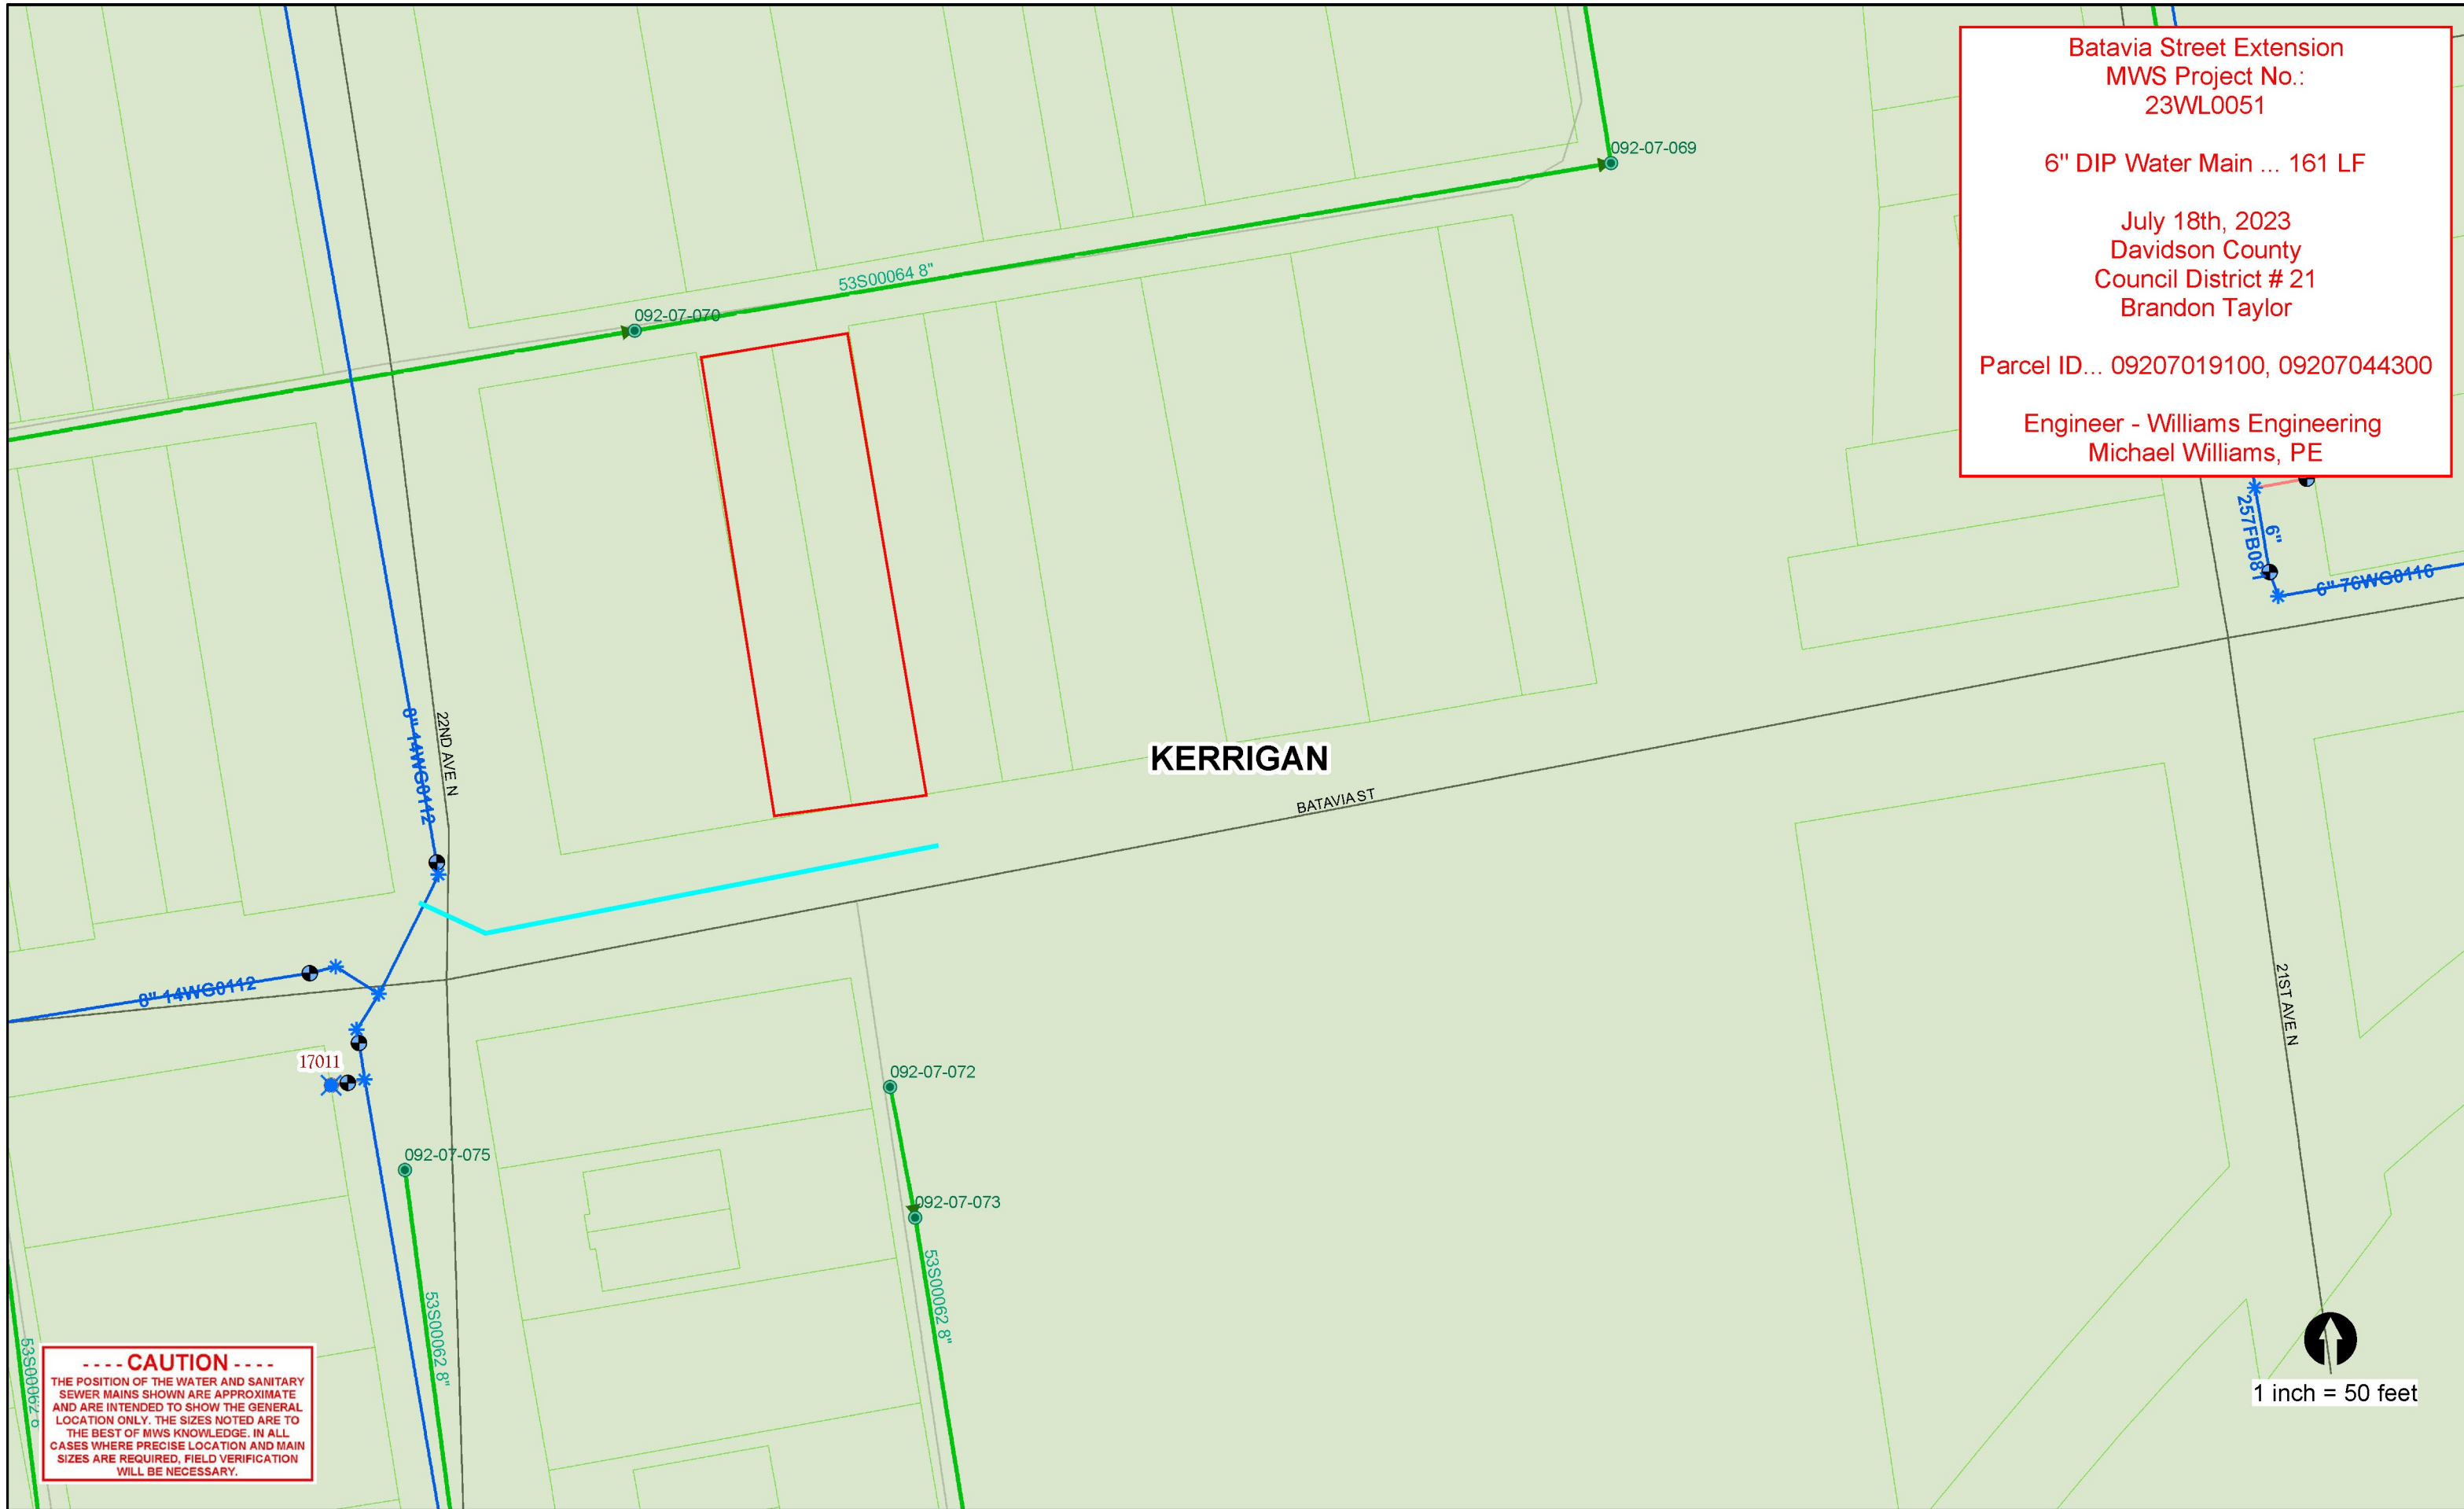 Batavia Street Extension
MWS Project No.:
23WL0051
6" DIP Water Main ... 161 LF
July 18th, 2023
Davidson County
Council District # 21
Brandon Taylor
Parcel ID... 09207019100, 09207044300
Engineer - Williams Engineering
Michael Williams, PE
092-07-069
53S00064 8"
092-07-070
6"
257FB081
6" 76WG0116
8" 14WG0112
22ND AVE N
KERRIGAN
BATAVIA ST
8" 14WG0112
21ST AVE N
17011
092-07-072
092-07-075
092-07-073
53S00062 8"
53S00062 8"
1 inch = 50 feet
---- CAUTION ----
THE POSITION OF THE WATER AND SANITARY
SEWER MAINS SHOWN ARE APPROXIMATE
AND ARE INTENDED TO SHOW THE GENERAL
LOCATION ONLY. THE SIZES NOTED ARE TO
THE BEST OF MWS KNOWLEDGE. IN ALL
CASES WHERE PRECISE LOCATION AND MAIN
SIZES ARE REQUIRED, FIELD VERIFICATION
WILL BE NECESSARY.